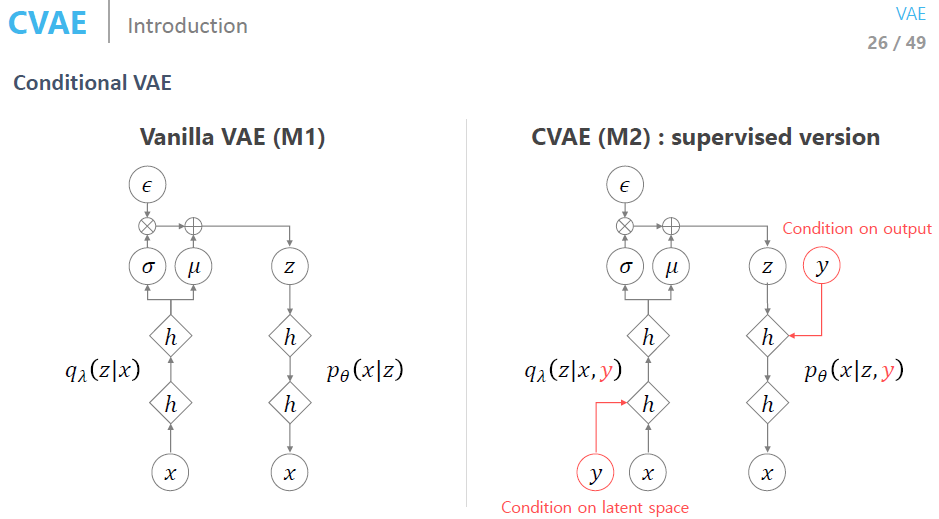 CVAE
Introduction
VAE
26 / 49
Conditional VAE
Vanilla VAE (M1)
ϵ
σ
μ
z
h
h
qλ(z|x)
pθ(x|z)
h
h
x
x
CVAE (M2) : supervised version
ϵ
Condition on output
σ
μ
z
y
h
h
qλ(z|x, y)
pθ(x|z, y)
h
h
y
x
x
Condition on latent space